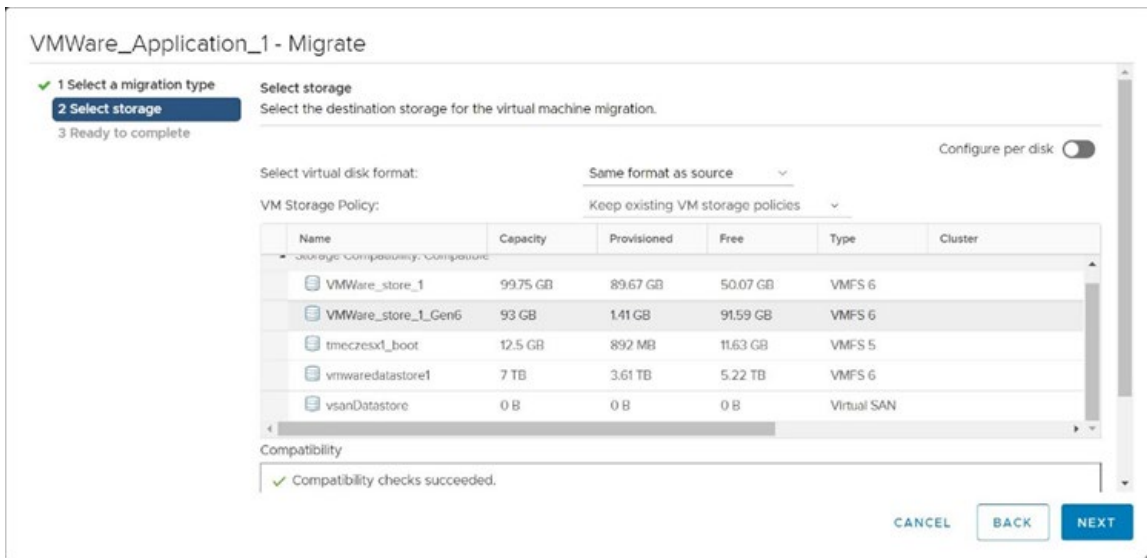 VMWare_Application_1 - Migrate
1 Select a migration type
2 Select storage
3 Ready to complete
Select storage
Select the destination storage for the virtual machine migration.
Configure per disk
Select virtual disk format: Same format as source
VM Storage Policy: Keep existing VM storage policies
Name Capacity Provisioned Free Type Cluster
Storage Compatibility: Compatible
VMWare_store_1 99.75 GB 89.67 GB 50.07 GB VMFS 6
VMWare_store_1_Gen6 93 GB 1.41 GB 91.59 GB VMFS 6
tmeczesx1_boot 12.5 GB 892 MB 11.63 GB VMFS 5
vmwaredatastore1 7 TB 3.61 TB 5.22 TB VMFS 6
vsanDatastore 0 B 0 B 0 B Virtual SAN
Compatibility
Compatibility checks succeeded.
CANCEL BACK NEXT